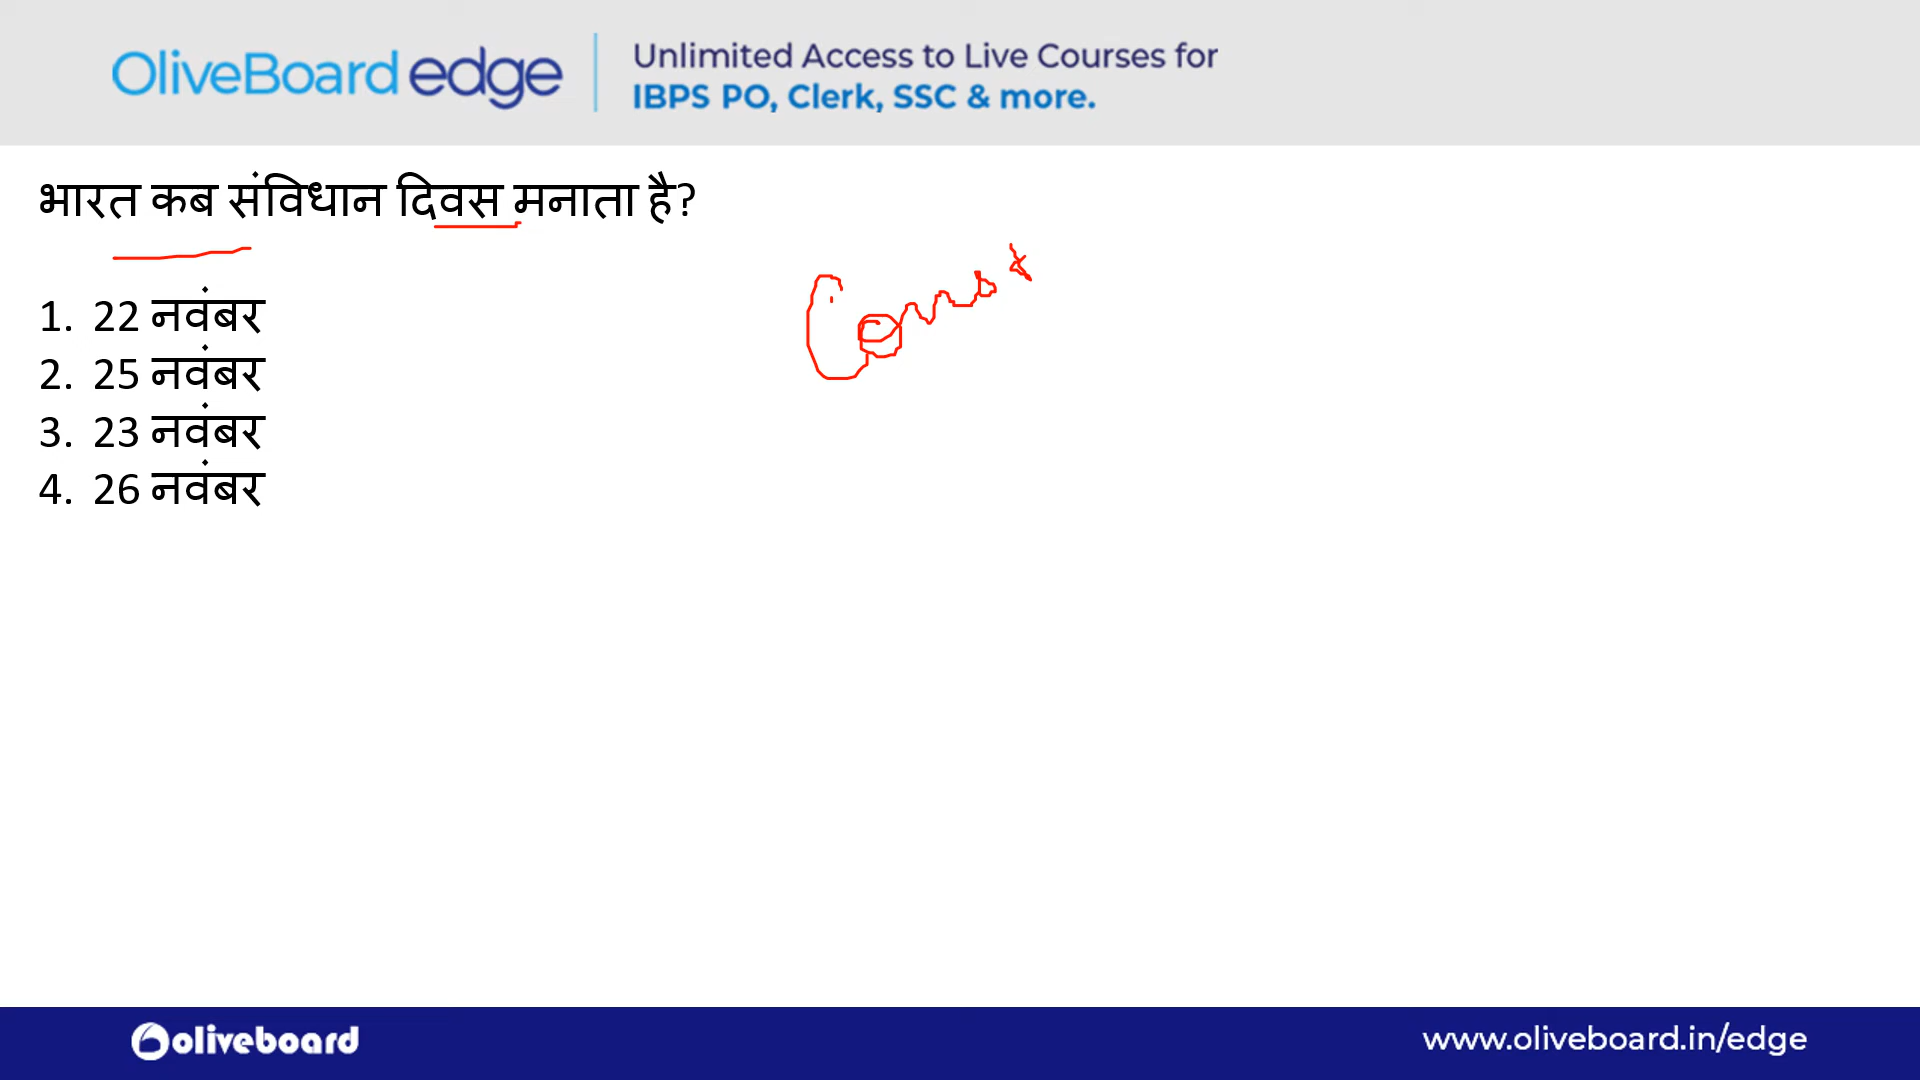 OliveBoard edge
Unlimited Access to Live Courses for
IBPS PO, Clerk, SSC & more.
भारत कब संविधान दिवस मनाता है?
Const
1. 22 नवंबर
2. 25 नवंबर
3. 23 नवंबर
4. 26 नवंबर
oliveboard
www.oliveboard.in/edge